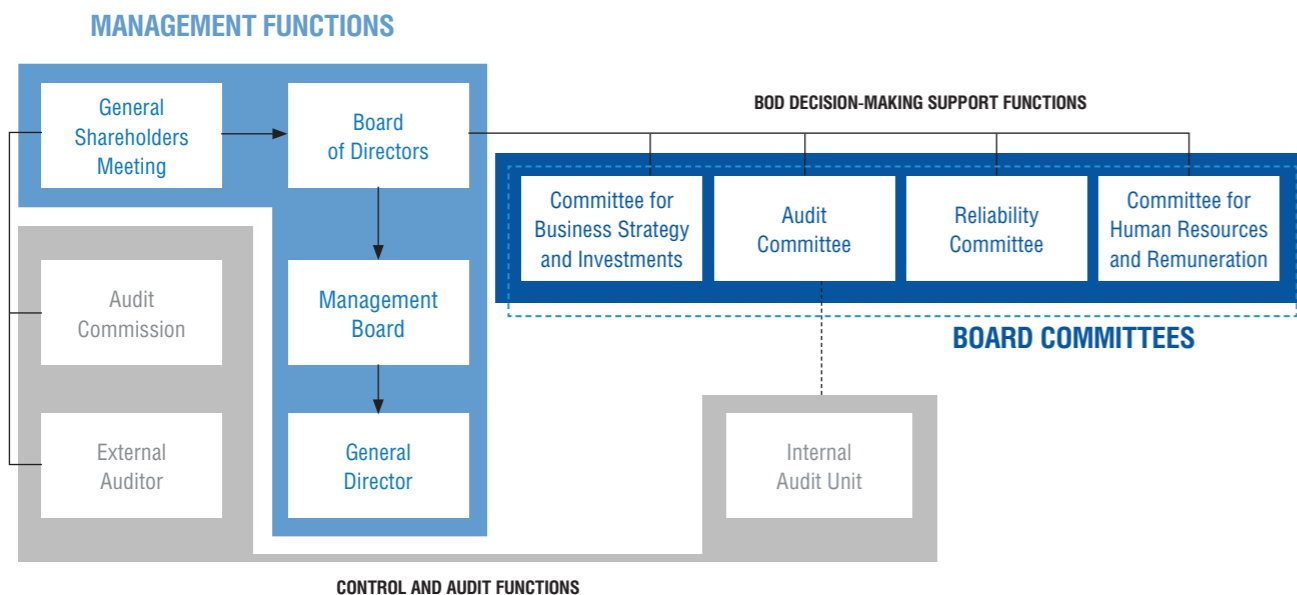 MANAGEMENT FUNCTIONS
General
Shareholders
Meeting
Board
of Directors
BOD DECISION-MAKING SUPPORT FUNCTIONS
Committee for
Business Strategy
and Investments
Audit
Committee
Reliability
Committee
Committee for
Human Resources
and Remuneration
BOARD COMMITTEES
Audit
Commission
Management
Board
External
Auditor
General
Director
Internal
Audit Unit
CONTROL AND AUDIT FUNCTIONS